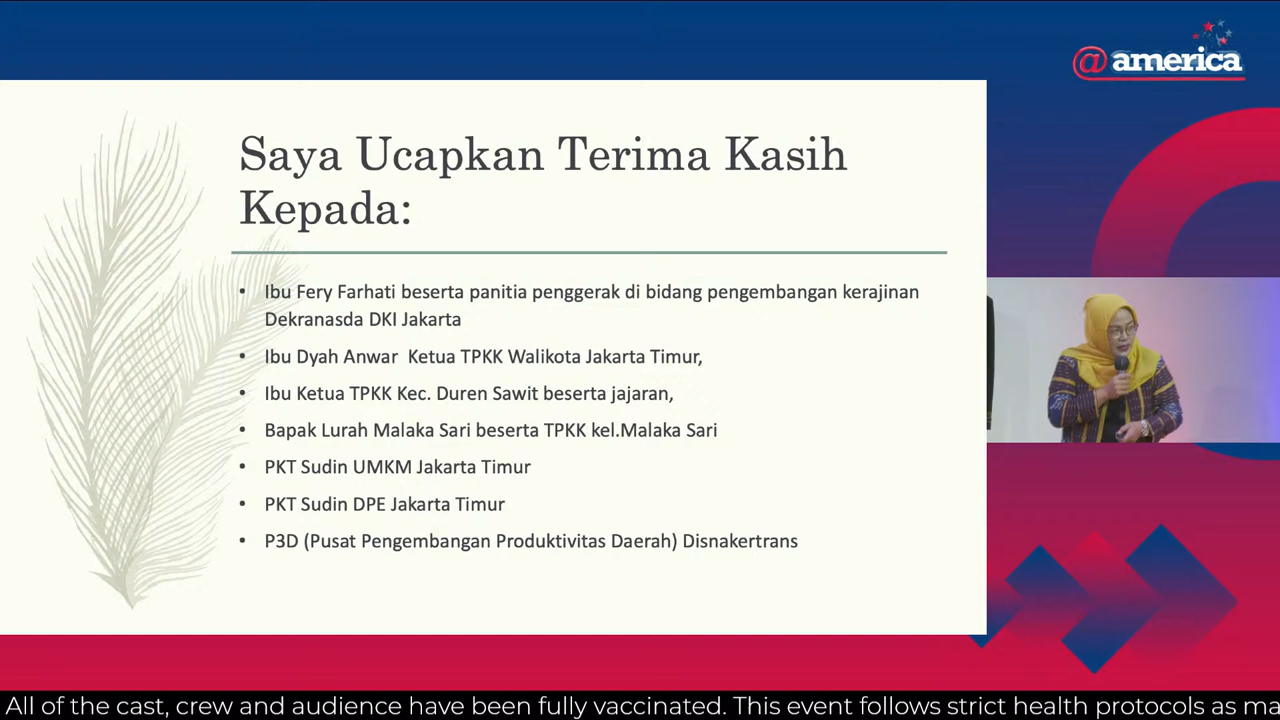 @america
Saya Ucapkan Terima Kasih
Kepada:
• Ibu Fery Farhati beserta panitia penggerak di bidang pengembangan kerajinan
Dekranasda DKI Jakarta
• Ibu Dyah Anwar Ketua TPKK Walikota Jakarta Timur,
• Ibu Ketua TPKK Kec. Duren Sawit beserta jajaran,
• Bapak Lurah Malaka Sari beserta TPKK kel.Malaka Sari
• PKT Sudin UMKM Jakarta Timur
• PKT Sudin DPE Jakarta Timur
• P3D (Pusat Pengembangan Produktivitas Daerah) Disnakertrans
All of the cast, crew and audience have been fully vaccinated. This event follows strict health protocols as ma